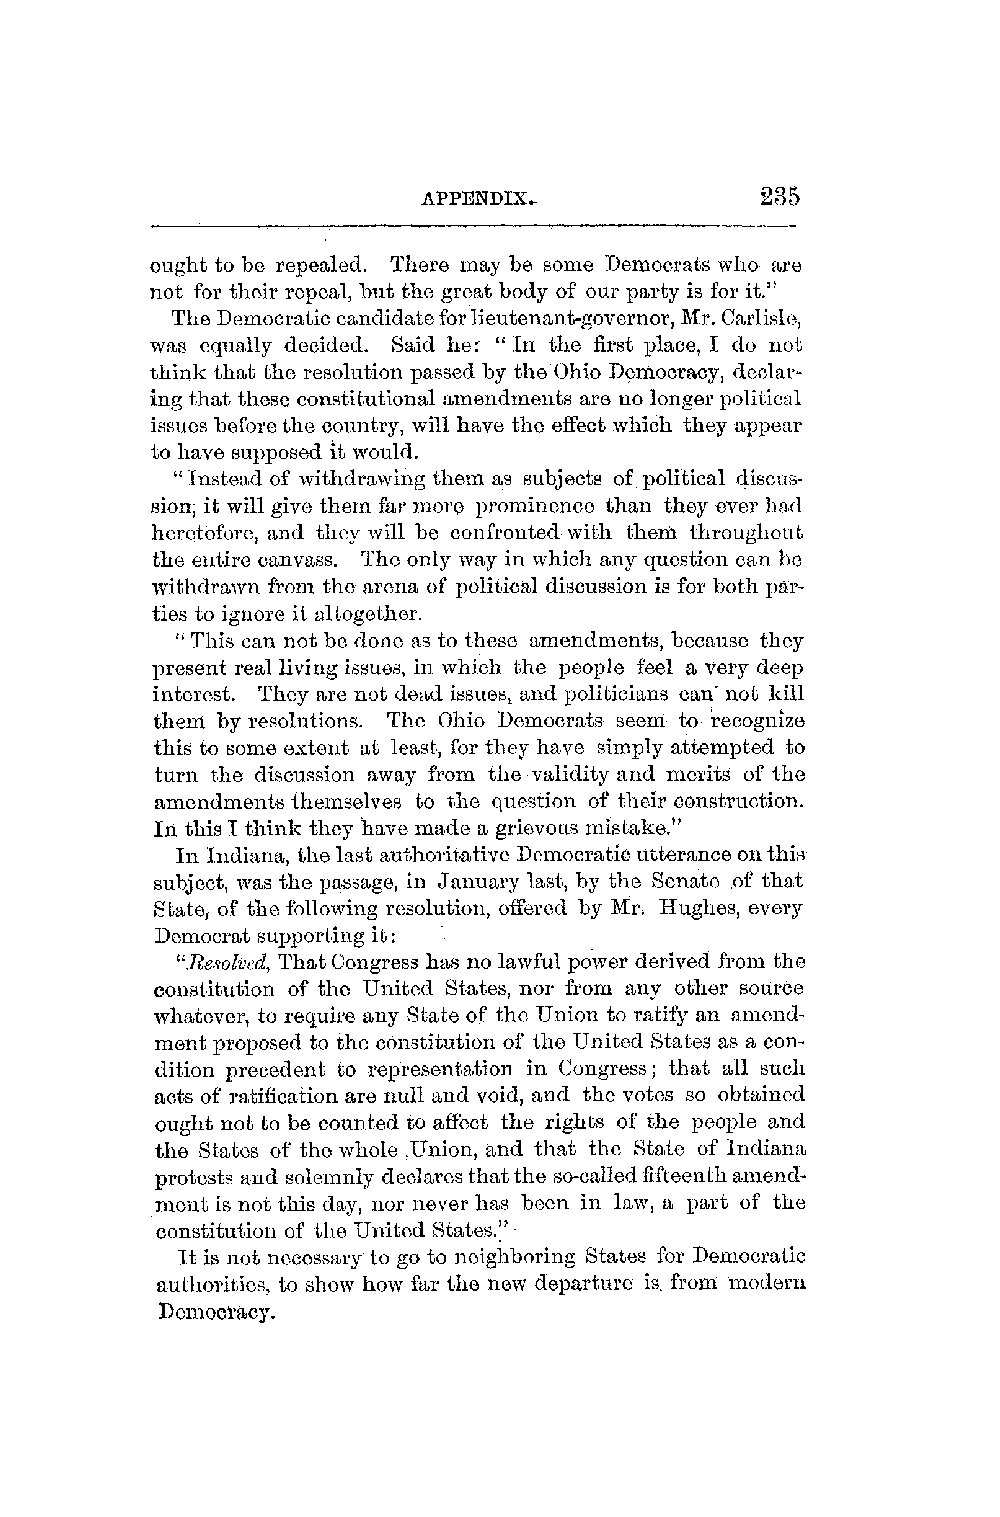 APPENDIX. 235
ought to be repealed. There may be some Democrats who are
not for their repeal, but the great body of our party is for it."
The Democratic candidate for lieutenant-governor, Mr. Carlisle,
was equally decided. Said he: "In the first place, I do not
think that the resolution passed by the Ohio Democracy, declar-
ing that these constitutional amendments are no longer political
issues before the country, will have the effect which they appear
to have supposed it would.
"Instead of withdrawing them as subjects of political discus-
sion, it will give them far more prominence than they ever had
heretofore, and they will be confronted with them throughout
the entire canvass. The only way in which any question can be
withdrawn from the arena of political discussion is for both par-
ties to ignore it altogether.
"This can not be done as to these amendments, because they
present real living issues, in which the people feel a very deep
interest. They are not dead issues, and politicians can not kill
them by resolutions. The Ohio Democrats seem to recognize
this to some extent at least, for they have simply attempted to
turn the discussion away from the validity and merits of the
amendments themselves to the question of their construction.
In this I think they have made a grievous mistake."
In Indiana, the last authoritative Democratic utterance on this
subject, was the passage, in January last, by the Senate of that
State, of the following resolution, offered by Mr. Hughes, every
Democrat supporting it:
"Resolved, That Congress has no lawful power derived from the
constitution of the United States, nor from any other source
whatever, to require any State of the Union to ratify an amend-
ment proposed to the constitution of the United States as a con-
dition precedent to representation in Congress; that all such
acts of ratification are null and void, and the votes so obtained
ought not to be counted to affect the rights of the people and
the States of the whole Union, and that the State of Indiana
protests and solemnly declares that the so-called fifteenth amend-
ment is not this day, nor never has been in law, a part of the
constitution of the United States."
It is not necessary to go to neighboring States for Democratic
authorities, to show how far the new departure is from modern
Democracy.